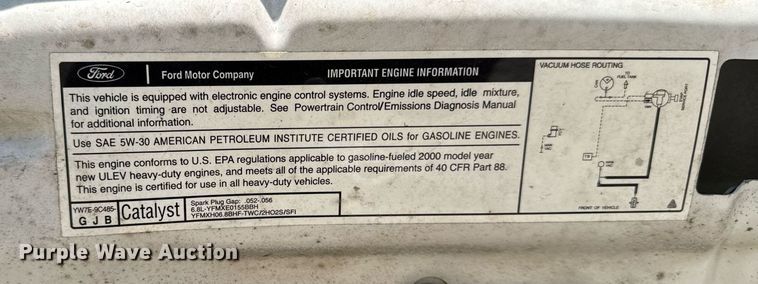 Ford
Ford Motor Company
IMPORTANT ENGINE INFORMATION
This vehicle is equipped with electronic engine control systems. Engine idle speed, idle mixture,
and ignition timing are not adjustable. See Powertrain Control/Emissions Diagnosis Manual
for additional information.
Use SAE 5W-30 AMERICAN PETROLEUM INSTITUTE CERTIFIED OILS for GASOLINE ENGINES.
This engine conforms to U.S. EPA regulations applicable to gasoline-fueled 2000 model year
new ULEV heavy-duty engines, and meets all of the applicable requirements of 40 CFR Part 88.
This engine is certified for use in all heavy-duty vehicles.
YW7E-9C485-
G J B
Catalyst
Spark Plug Gap: .052-.056
6.8L-YFMXE0155BBH
YFMXH06.8BHF-TWC/2HO2S/SFI
VACUUM HOSE ROUTING
TO
FUEL TANK
FRONT OF VEHICLE
Purple Wave Auction